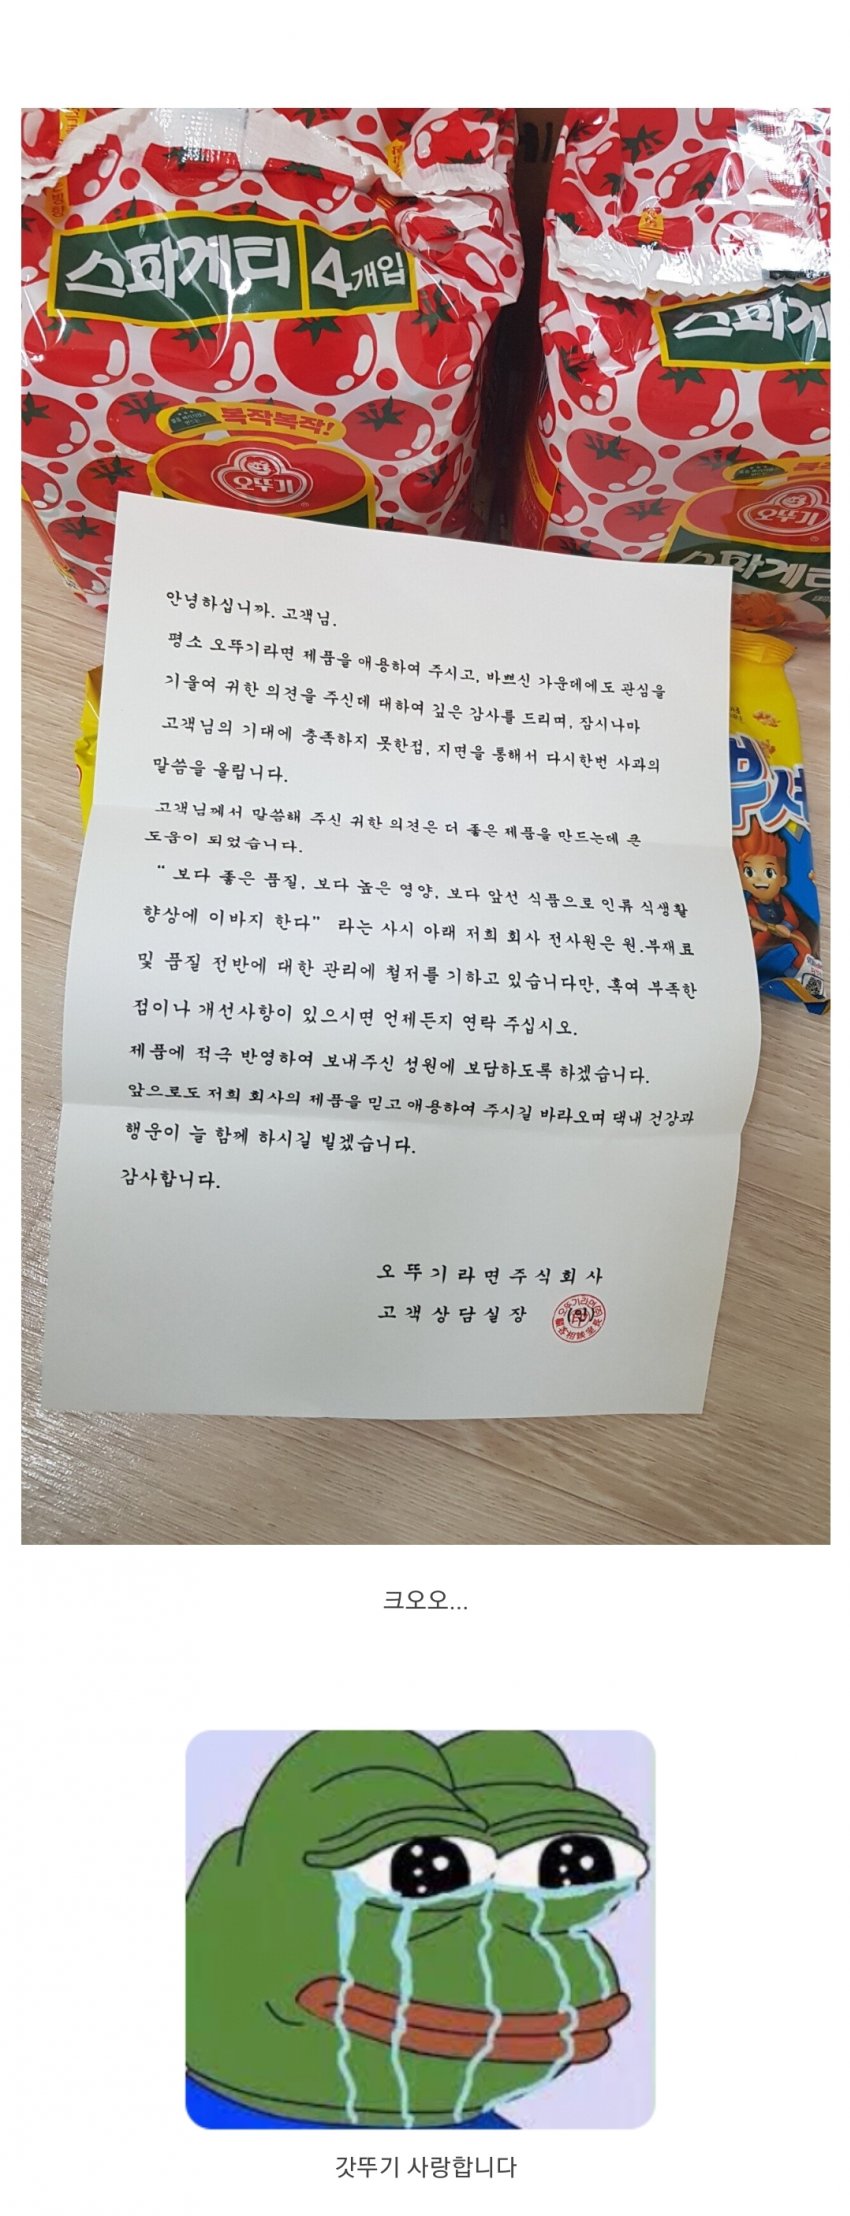 스파게티 4개입
스파게
복작복작!
오뚜기
오뚜기
스파게티
뿌셔
안녕하십니까. 고객님.
평소 오뚜기라면 제품을 애용하여 주시고, 바쁘신 가운데에도 관심을
기울여 귀한 의견을 주신데 대하여 깊은 감사를 드리며, 잠시나마
고객님의 기대에 충족하지 못한점, 지면을 통해서 다시한번 사과의
말씀을 올립니다.
고객님께서 말씀해 주신 귀한 의견은 더 좋은 제품을 만드는데 큰
도움이 되었습니다.
“ 보다 좋은 품질, 보다 높은 영양, 보다 앞선 식품으로 인류 식생활
향상에 이바지 한다” 라는 사시 아래 저희 회사 전사원은 원.부재료
및 품질 전반에 대한 관리에 철저를 기하고 있습니다만, 혹여 부족한
점이나 개선사항이 있으시면 언제든지 연락 주십시오.
제품에 적극 반영하여 보내주신 성원에 보답하도록 하겠습니다.
앞으로도 저희 회사의 제품을 믿고 애용하여 주시길 바라오며 댁내 건강과
행운이 늘 함께 하시길 빌겠습니다.
감사합니다.
오뚜기라면주식회사
고객상담실장 (인)
크오오...
갓뚜기 사랑합니다